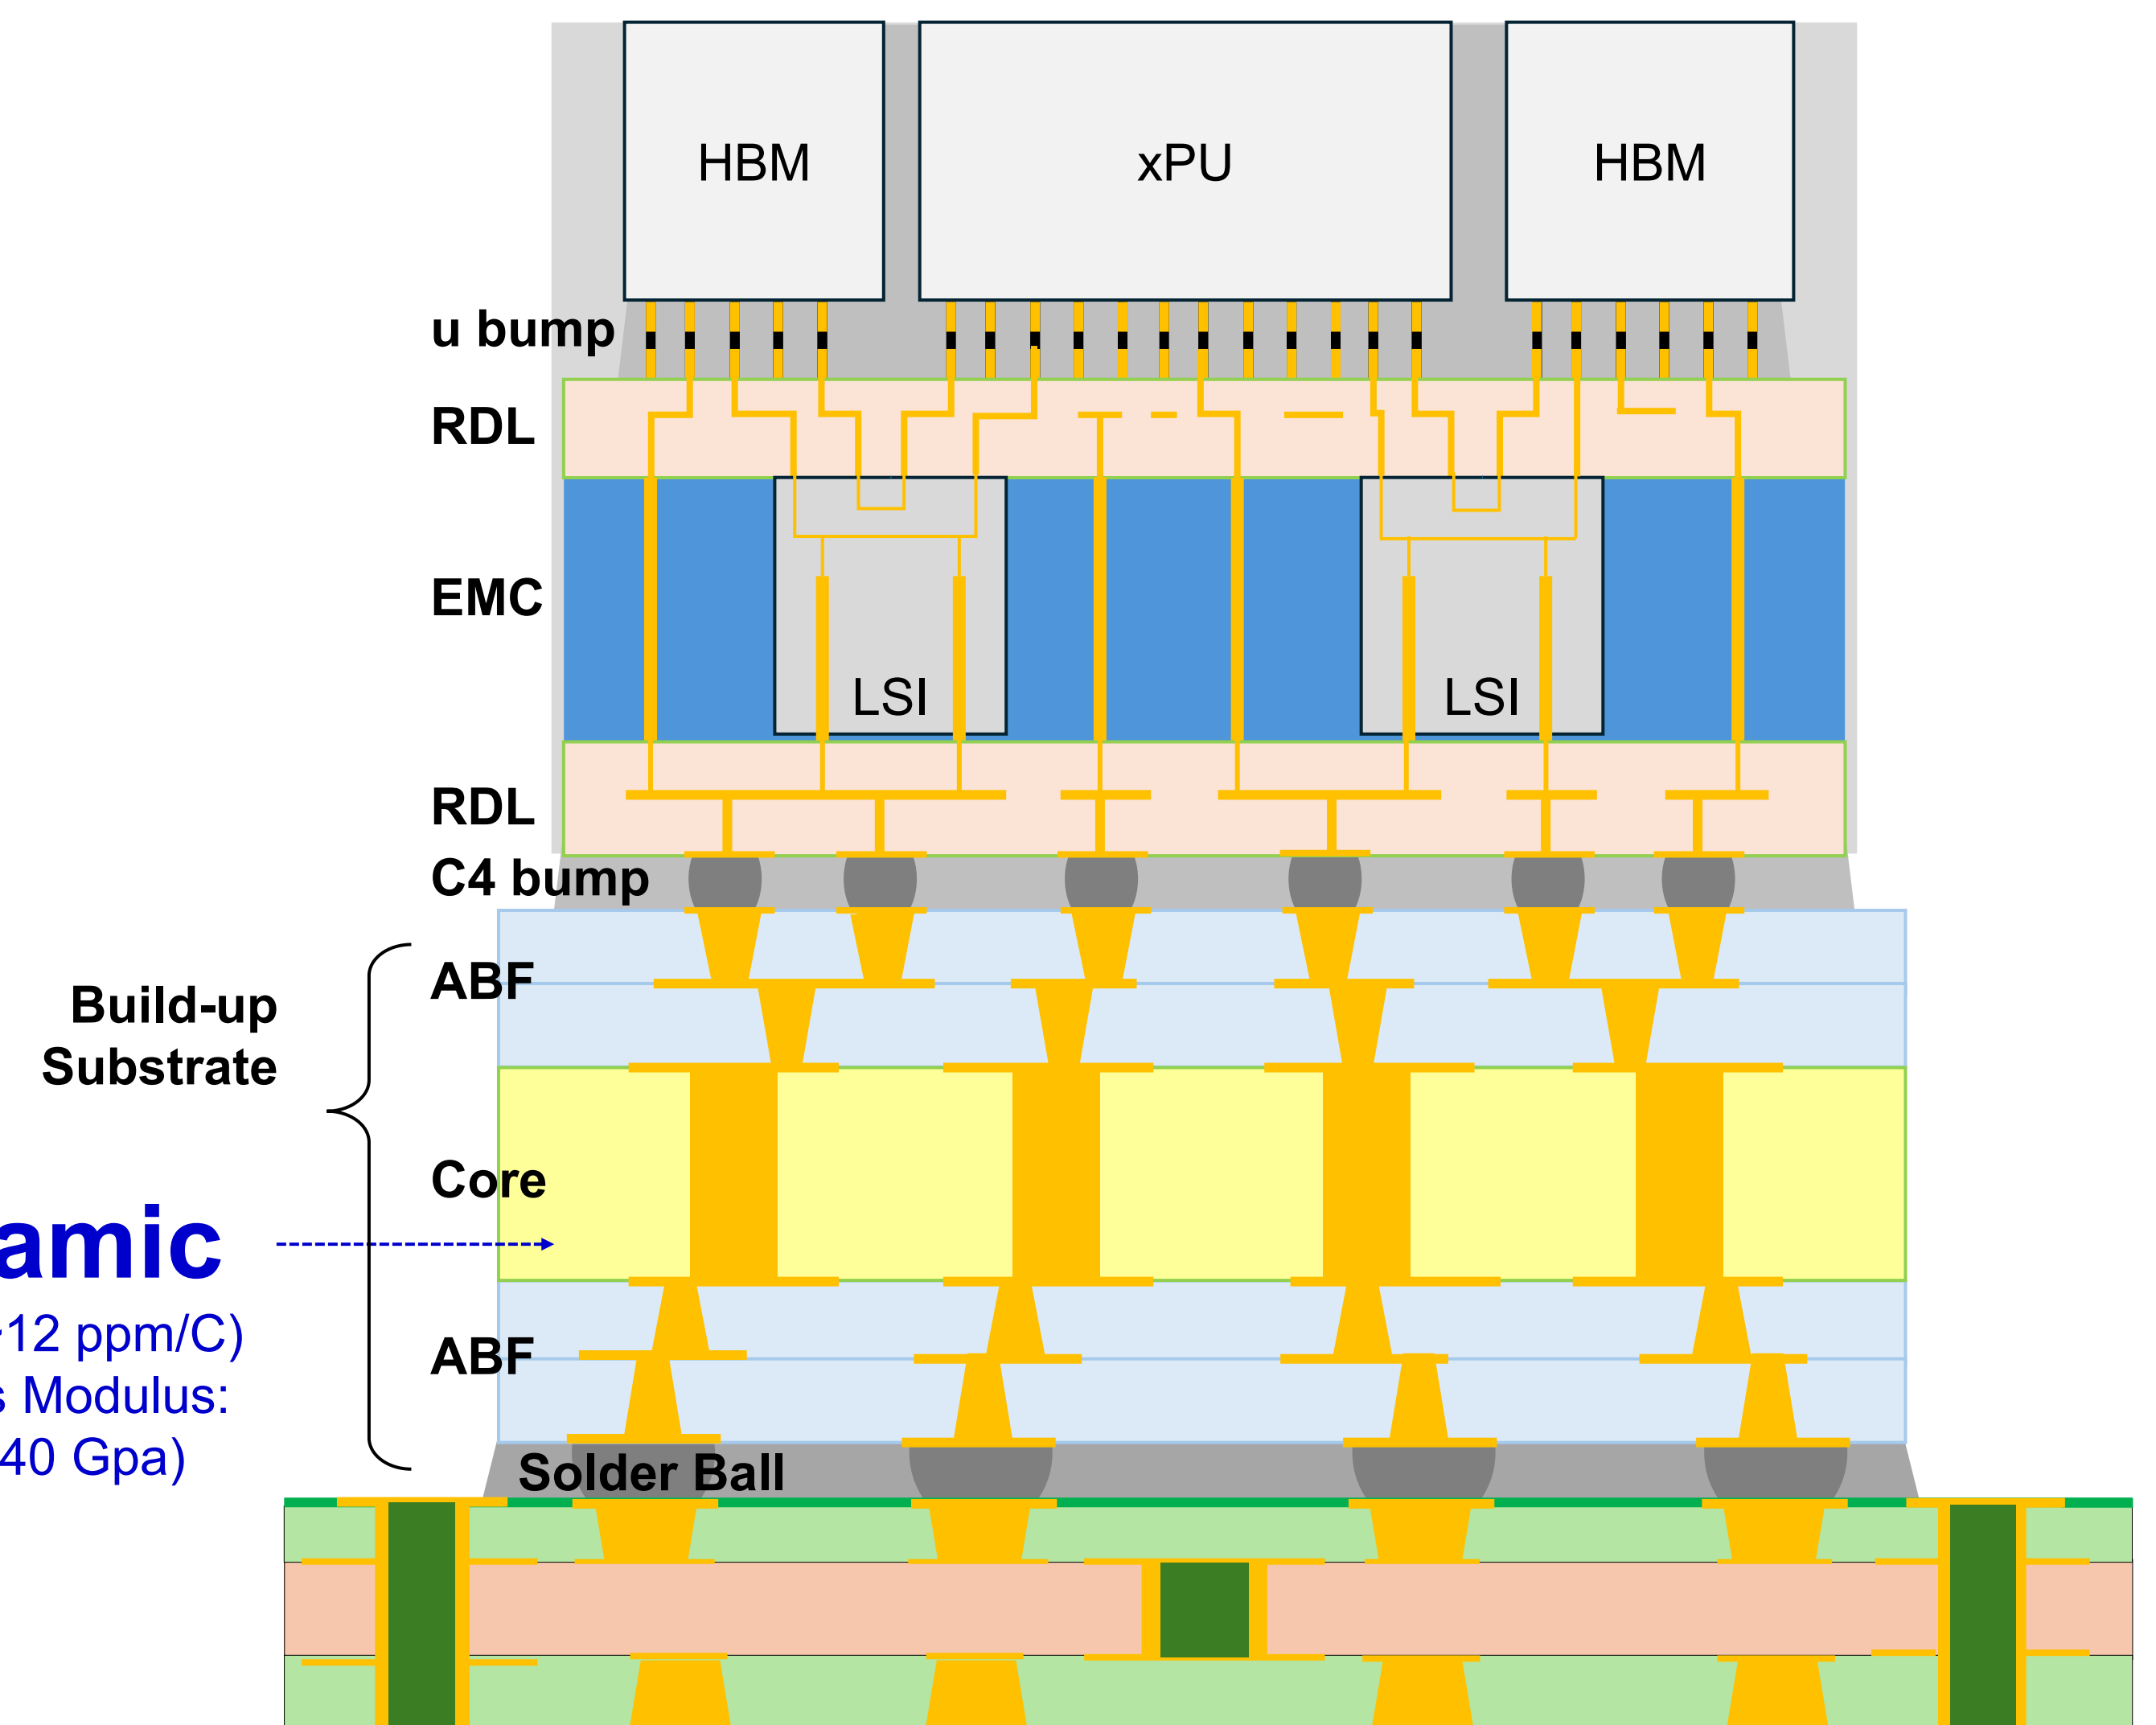 HBM xPU HBM
u bump
RDL
EMC
LSI LSI
RDL
C4 bump
ABF
Build-up
Substrate
Core
amic
12 ppm/C)
s Modulus:
40 Gpa)
ABF
Solder Ball